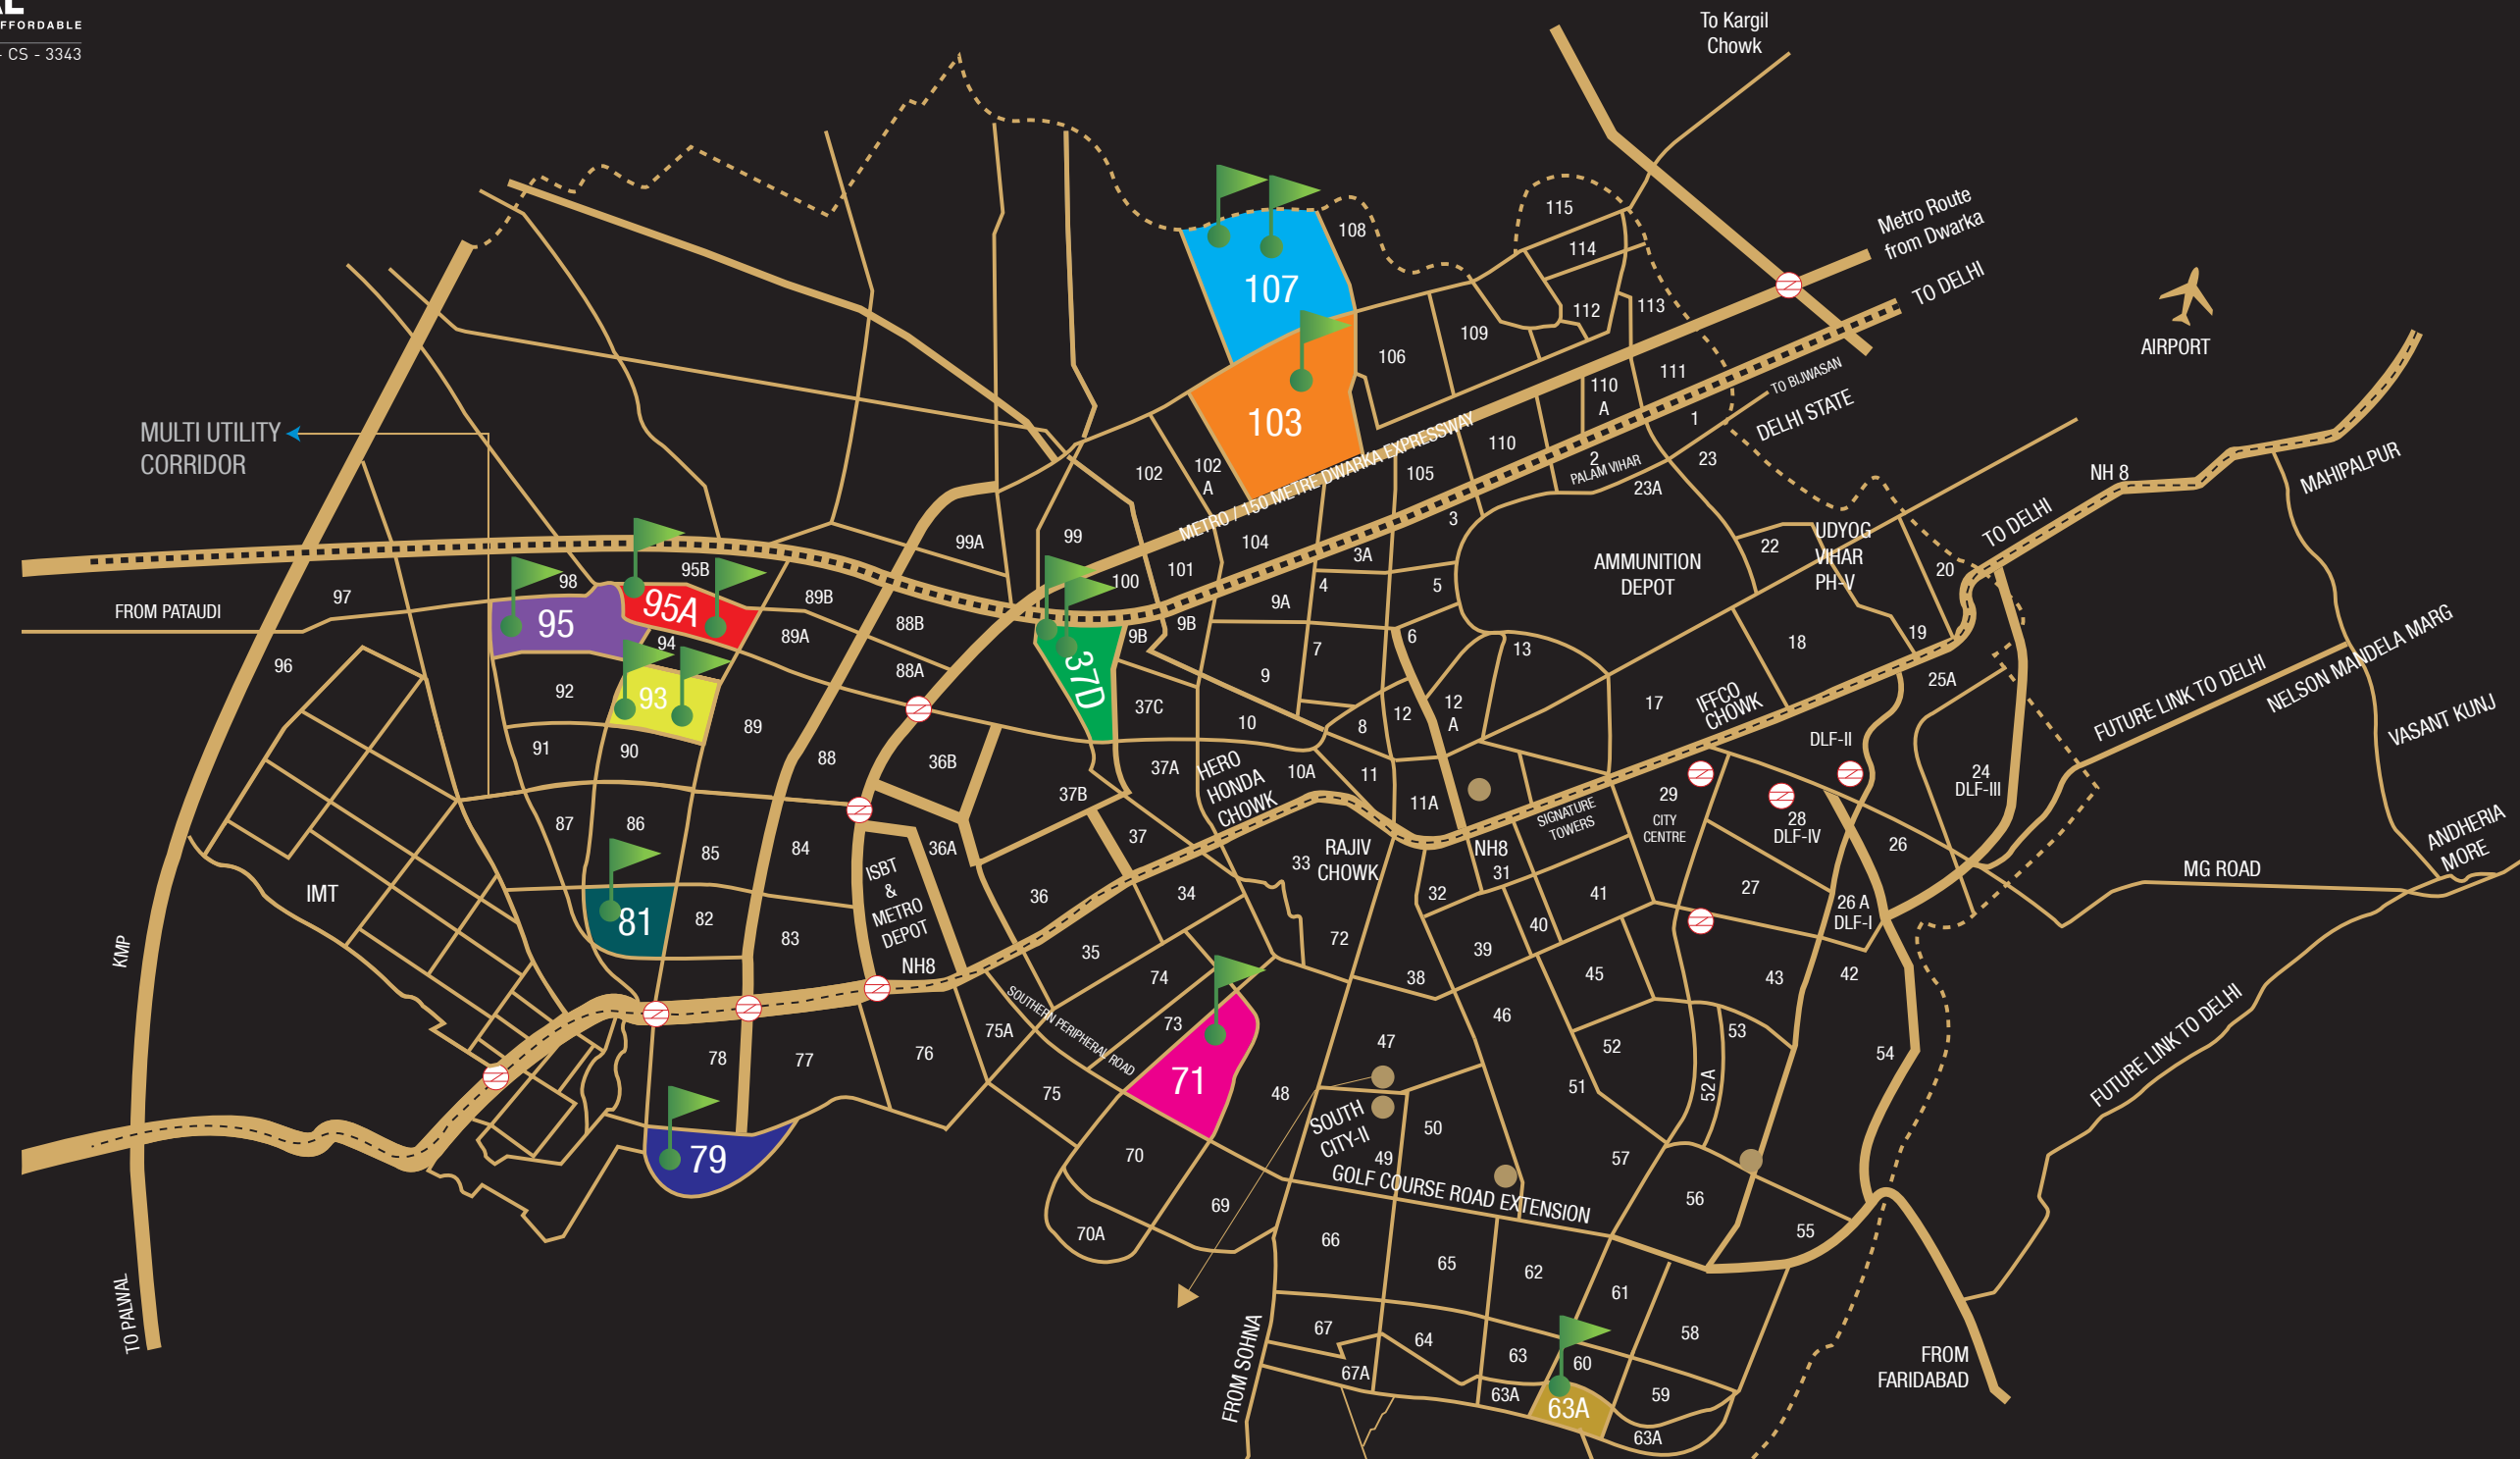 AL
FFORDABLE
- CS - 3343
To Kargil
Chowk
115
108
114
Metro Route
from Dwarka
107
112
113
TO DELHI
109
106
AIRPORT
111
TO BIJWASAN
110
A
DELHI STATE
1
103
MULTI UTILITY
CORRIDOR
METRO / 150 METRE DWARKA EXPRESSWAY
110
2
PALAM VIHAR
23
102
102
A
105
23A
NH 8
MAHIPALPUR
3
TO DELHI
99A
99
104
3A
AMMUNITION
DEPOT
22
UDYOG
VIHAR
PH-V
20
98
95B
100
101
4
5
97
FROM PATAUDI
95
95A
89B
88B
9A
9B
9B
89A
94
6
13
18
19
96
88A
7
37D
9
92
93
25A
NELSON MANDELA MARG
FUTURE LINK TO DELHI
37C
12
12
A
17
IFFCO
CHOWK
VASANT KUNJ
89
10
8
91
90
88
36B
DLF-II
37A
HERO
HONDA
CHOWK
10A
11
24
DLF-III
37B
11A
29
CITY
CENTRE
28
DLF-IV
SIGNATURE
TOWERS
87
86
85
84
36A
37
33
RAJIV
CHOWK
NH8
31
26
ANDHERIA
MORE
MG ROAD
ISBT
&
METRO
DEPOT
IMT
36
34
32
41
27
26 A
DLF-I
81
82
83
40
72
39
KMP
35
NH8
74
38
45
43
42
SOUTHERN PERIPHERAL ROAD
73
75A
46
47
53
52
54
FUTURE LINK TO DELHI
78
77
76
71
48
51
52 A
75
SOUTH
CITY-II
50
79
70
49
57
GOLF COURSE ROAD EXTENSION
56
69
70A
66
55
65
62
61
TO PALWAL
67
64
58
FROM SOHNA
63
60
FROM
FARIDABAD
67A
63A
59
63A
63A